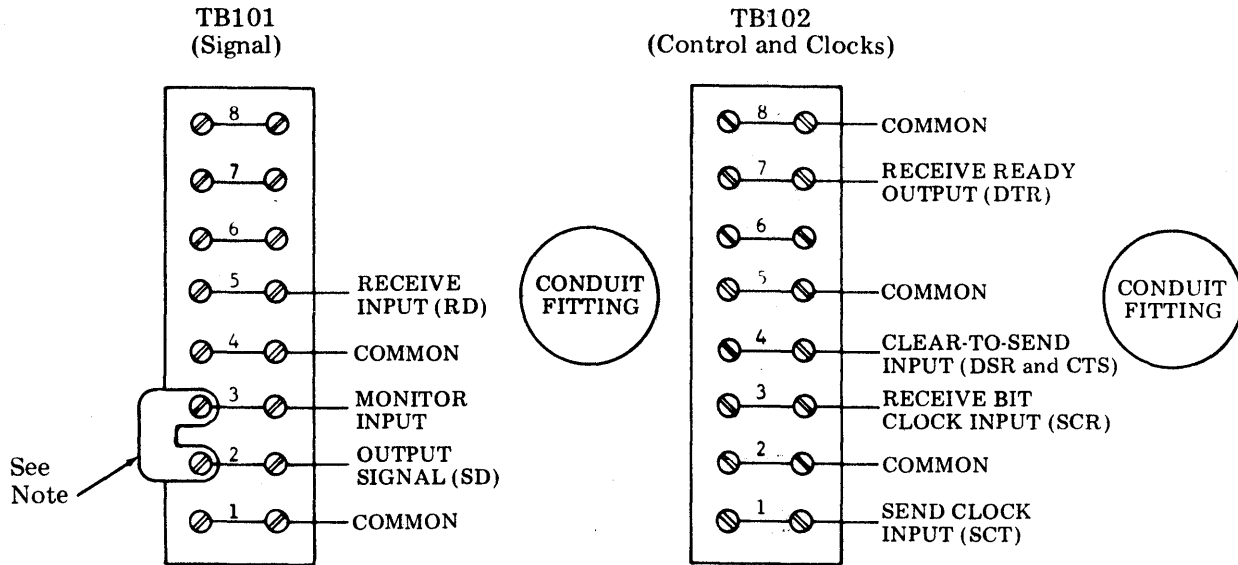 TB101
(Signal)
8
7
6
5
RECEIVE
INPUT (RD)
4
COMMON
3
MONITOR
INPUT
2
OUTPUT
SIGNAL (SD)
1
COMMON
See
Note
CONDUIT
FITTING
TB102
(Control and Clocks)
8
COMMON
7
RECEIVE READY
OUTPUT (DTR)
6
5
COMMON
4
CLEAR-TO-SEND
INPUT (DSR and CTS)
3
RECEIVE BIT
CLOCK INPUT (SCR)
2
COMMON
1
SEND CLOCK
INPUT (SCT)
CONDUIT
FITTING